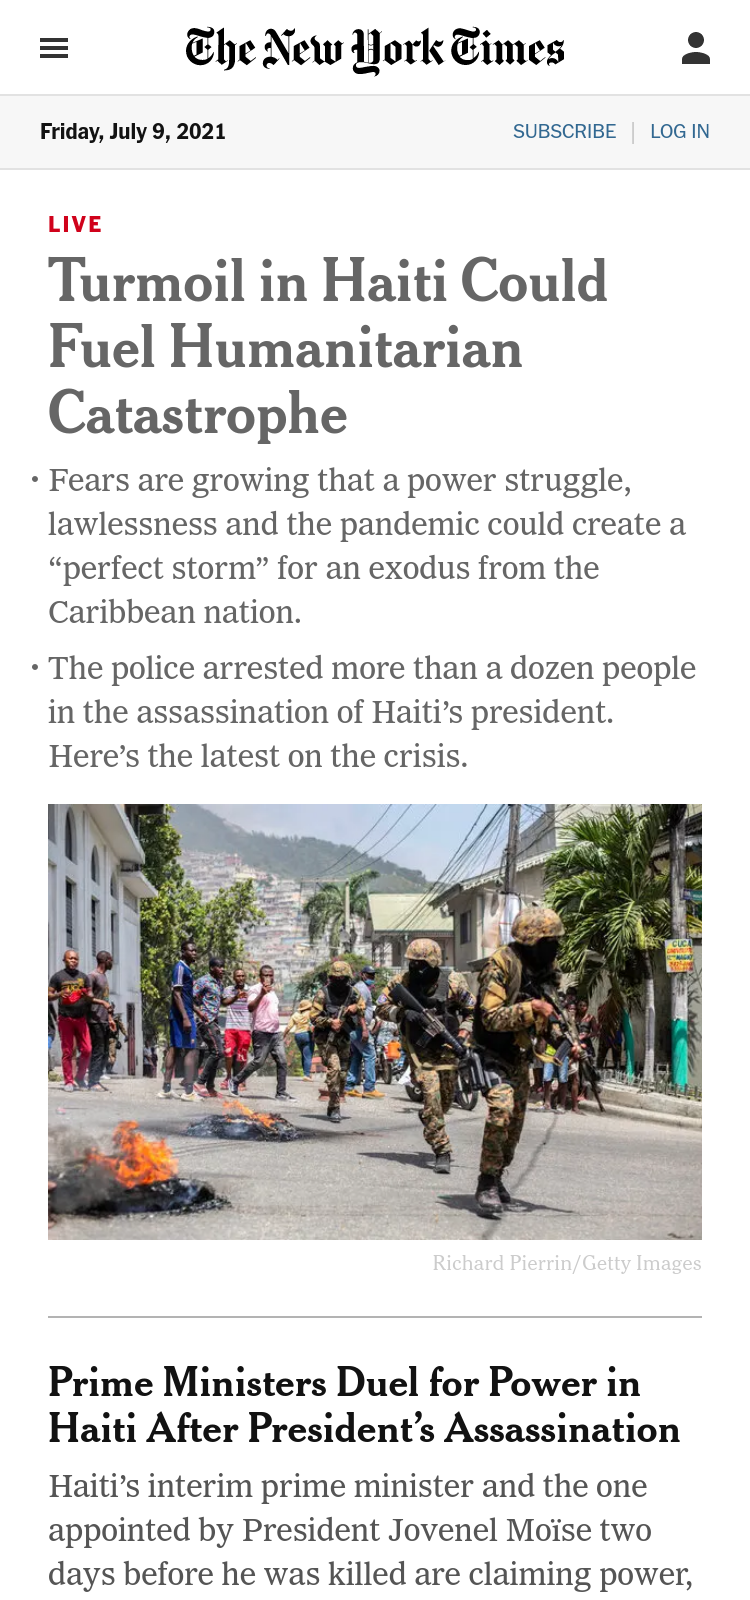 The New York Times
Friday, July 9, 2021
SUBSCRIBE | LOG IN
LIVE
Turmoil in Haiti Could
Fuel Humanitarian
Catastrophe
• Fears are growing that a power struggle,
lawlessness and the pandemic could create a
“perfect storm” for an exodus from the
Caribbean nation.
• The police arrested more than a dozen people
in the assassination of Haiti’s president.
Here’s the latest on the crisis.
CUCA
Richard Pierrin/Getty Images
Prime Ministers Duel for Power in
Haiti After President’s Assassination
Haiti’s interim prime minister and the one
appointed by President Jovenel Moïse two
days before he was killed are claiming power,